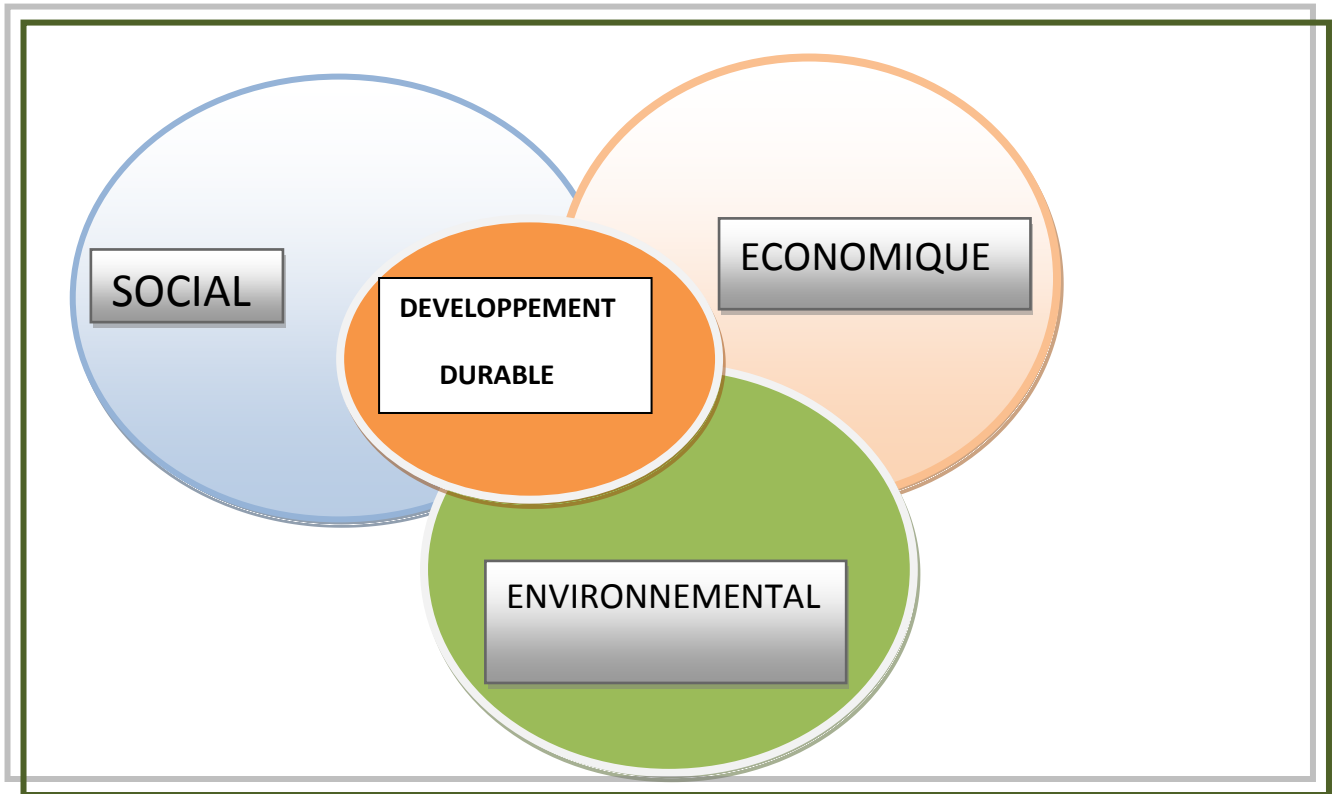 SOCIAL
ECONOMIQUE
DEVELOPPEMENT
DURABLE
ENVIRONNEMENTAL